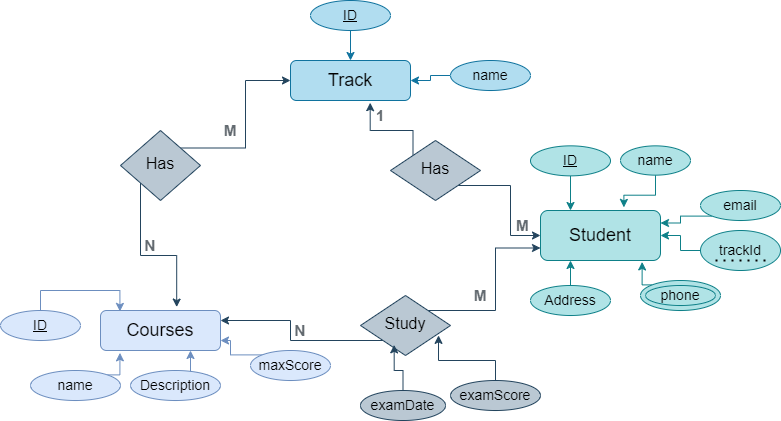 ID
Track
name
1
M
Has
Has
ID
name
M
email
Student
trackId
N
M
Address
phone
ID
Courses
N
Study
name
Description
maxScore
examDate
examScore